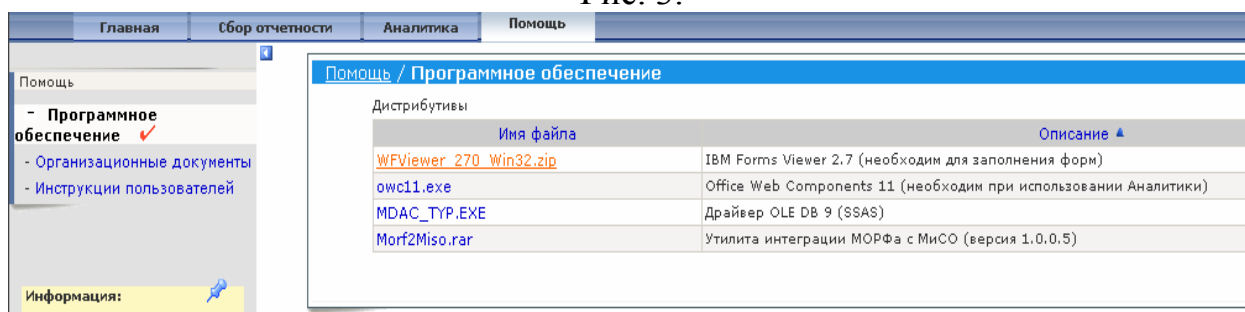 Рис. 3.
Главная Сбор отчетности Аналитика Помощь
Помощь
- Программное
обеспечение
- Организационные документы
- Инструкции пользователей
Информация:
Помощь / Программное обеспечение
Дистрибутивы
Имя файла Описание
WFViewer_270_Win32.zip IBM Forms Viewer 2.7 (необходим для заполнения форм)
owc11.exe Office Web Components 11 (необходим при использовании Аналитики)
MDAC_TYP.EXE Драйвер OLE DB 9 (SSAS)
Morf2Miso.rar Утилита интеграции МОРФа с МиСО (версия 1.0.0.5)